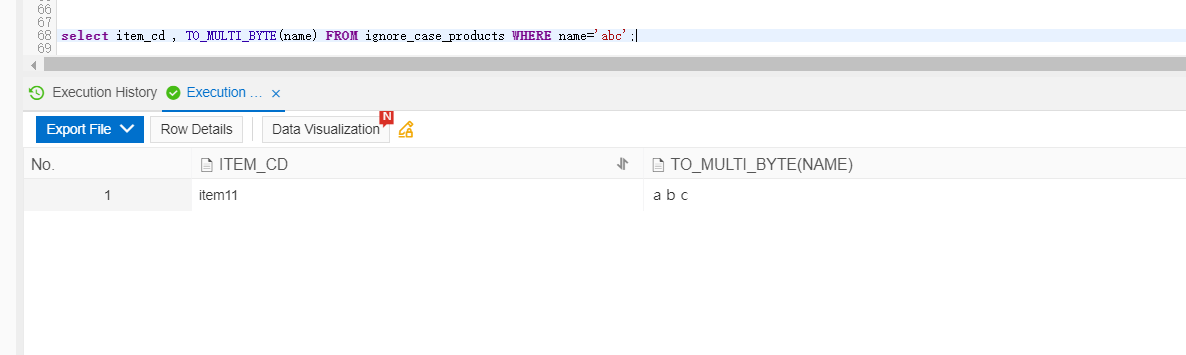 66
67
68 select item_cd , TO_MULTI_BYTE(name) FROM ignore_case_products WHERE name='abc';
69
Execution History Execution ... ×
Export File Row Details Data Visualization N
No. ITEM_CD TO_MULTI_BYTE(NAME)
1 item11 ａｂｃ